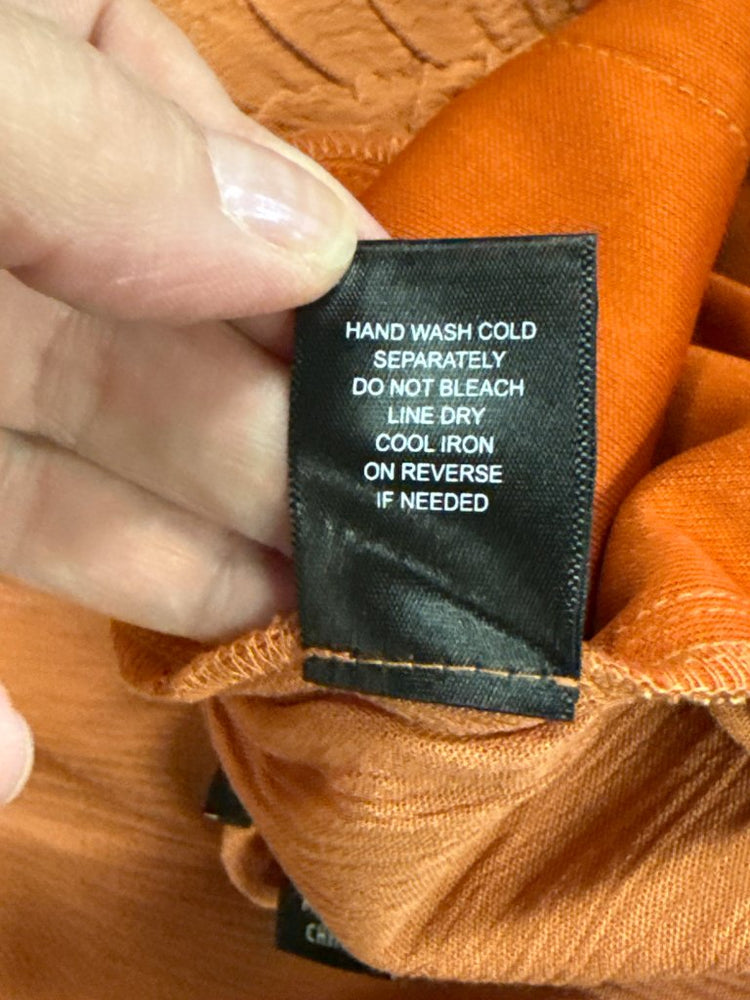 HAND WASH COLD
SEPARATELY
DO NOT BLEACH
LINE DRY
COOL IRON
ON REVERSE
IF NEEDED